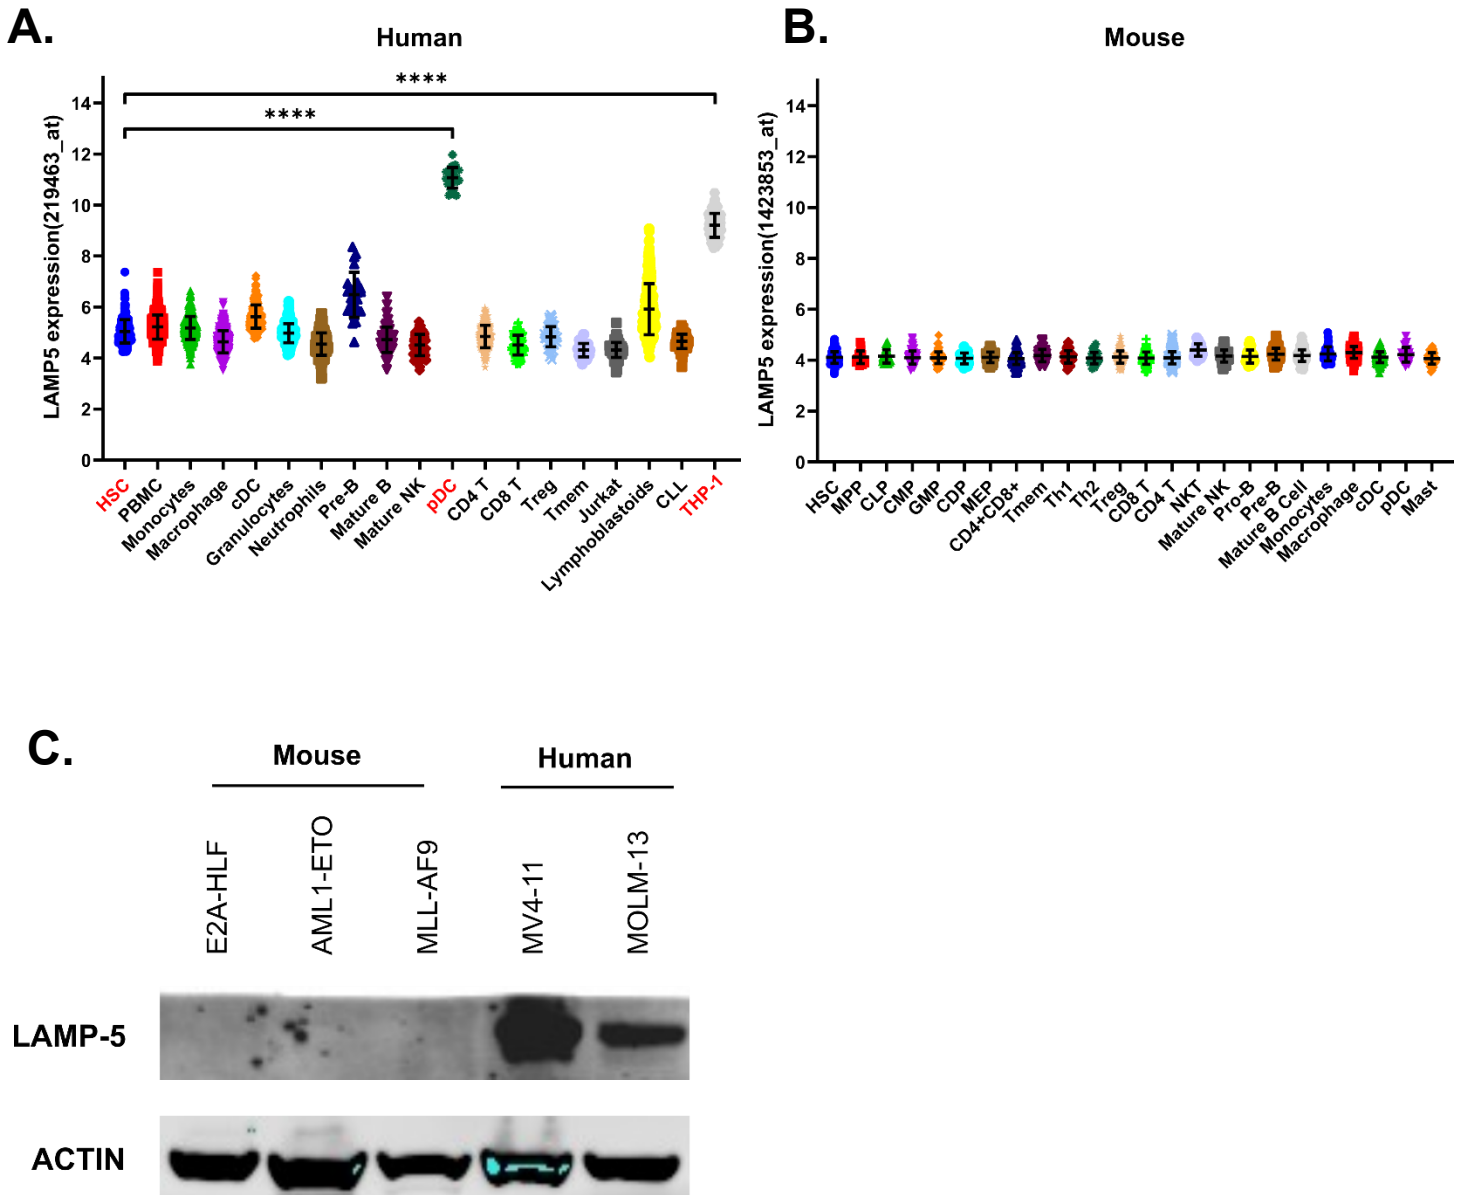 A.
Human
LAMP5 expression(219463_at)
****
****
14
12
10
8
6
4
2
0
HSC
PBMC
Monocytes
Macrophage
cDC
Granulocytes
Neutrophils
Pre-B
Mature B
Mature NK
pDC
CD4 T
CD8 T
Treg
Tmem
Jurkat
Lymphoblastoids
CLL
THP-1
B.
Mouse
LAMP5 expression(1423853_at)
14
12
10
8
6
4
2
0
HSC
MPP
CLP
CMP
GMP
CDP
MEP
CD4+CD8+
Tmem
Th1
Th2
Treg
CD8 T
CD4 T
NKT
Mature NK
Pro-B
Pre-B
Mature B Cell
Monocytes
Macrophage
cDC
pDC
Mast
C.
Mouse
Human
E2A-HLF
AML1-ETO
MLL-AF9
MV4-11
MOLM-13
LAMP-5
ACTIN